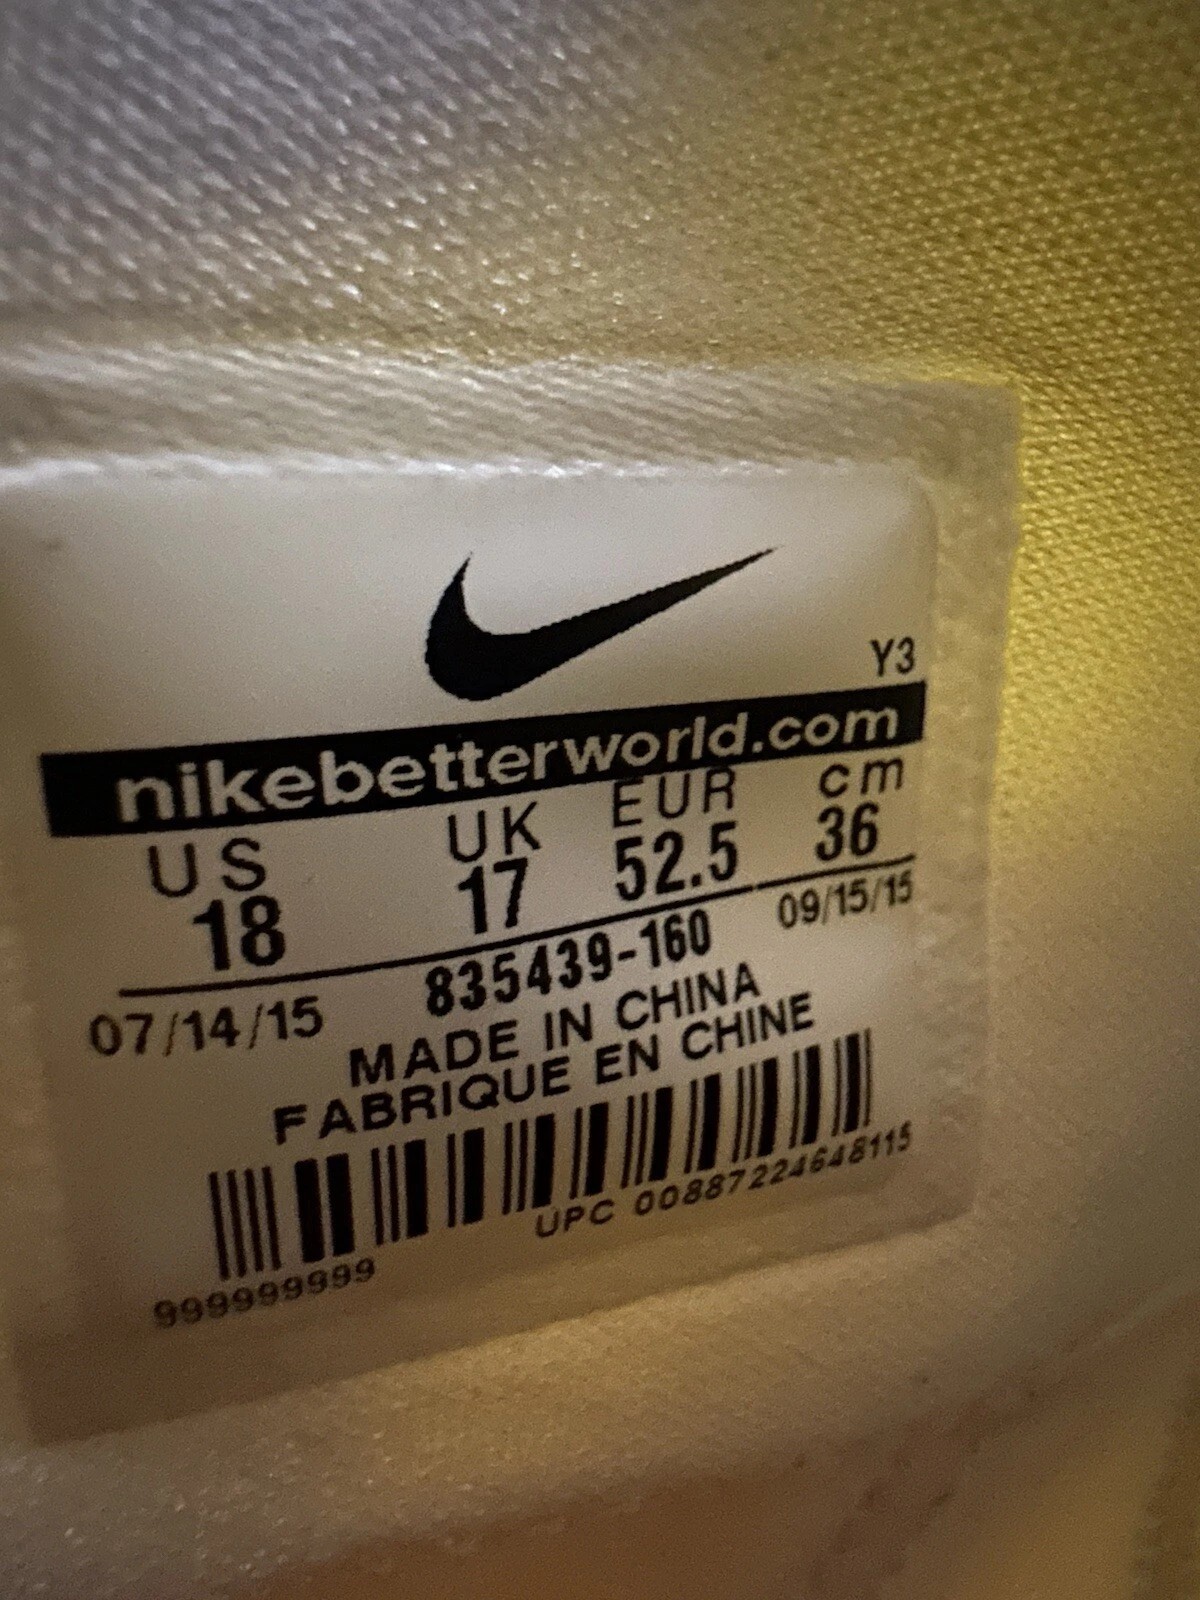 Y3
nikebetterworld.com
US UK EUR cm
18 17 52.5 36
07/14/15 835439-160 09/15/15
MADE IN CHINA
FABRIQUE EN CHINE
UPC 00887224648115
999999999